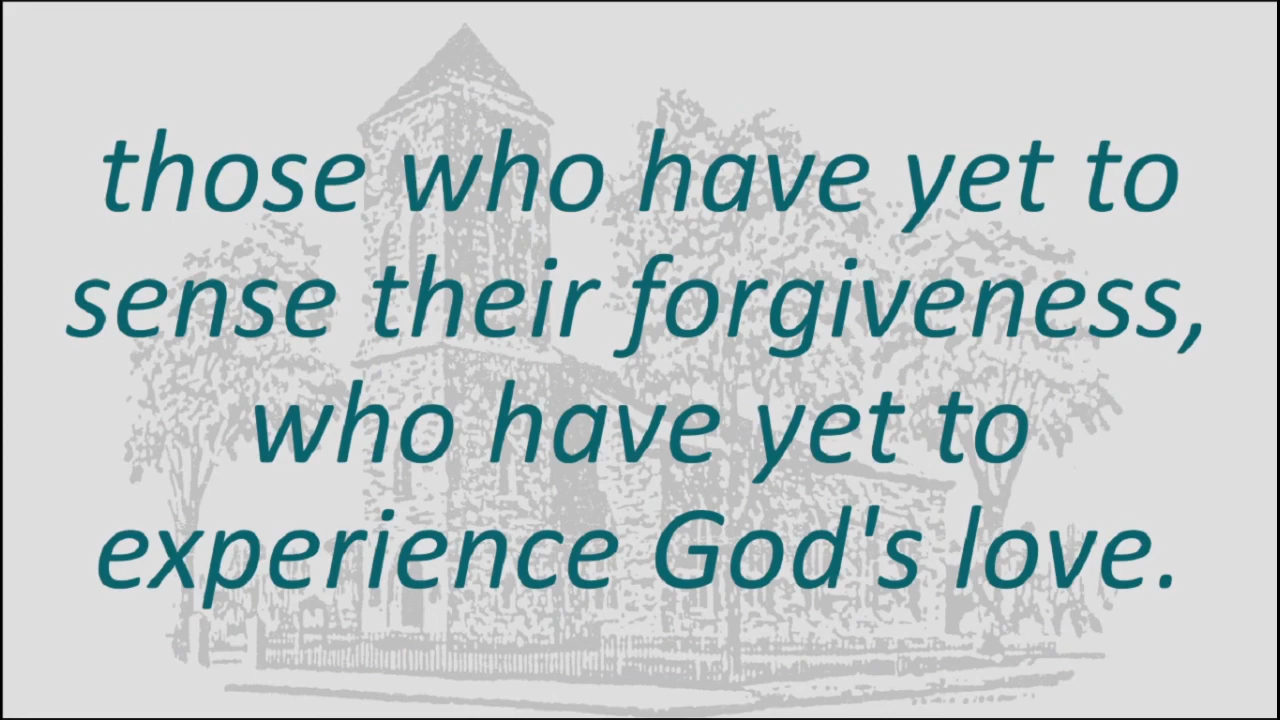 those who have yet to
sense their forgiveness,
who have yet to
experience God's love.